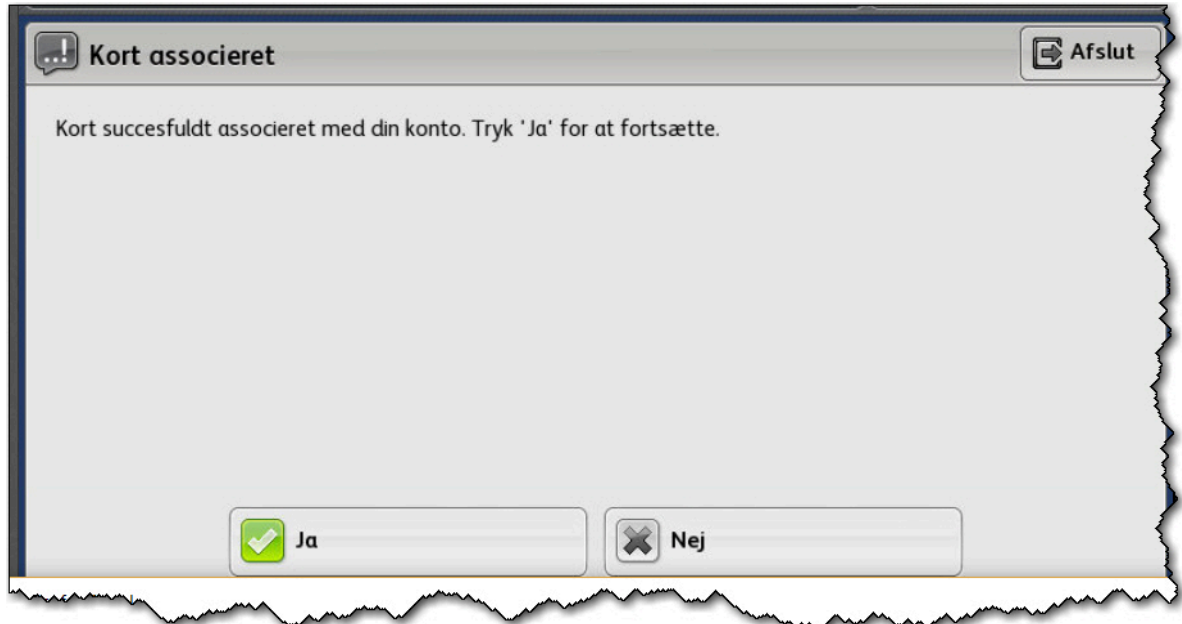 Kort associeret
Afslut
Kort succesfuldt associeret med din konto. Tryk 'Ja' for at fortsætte.
Ja
Nej